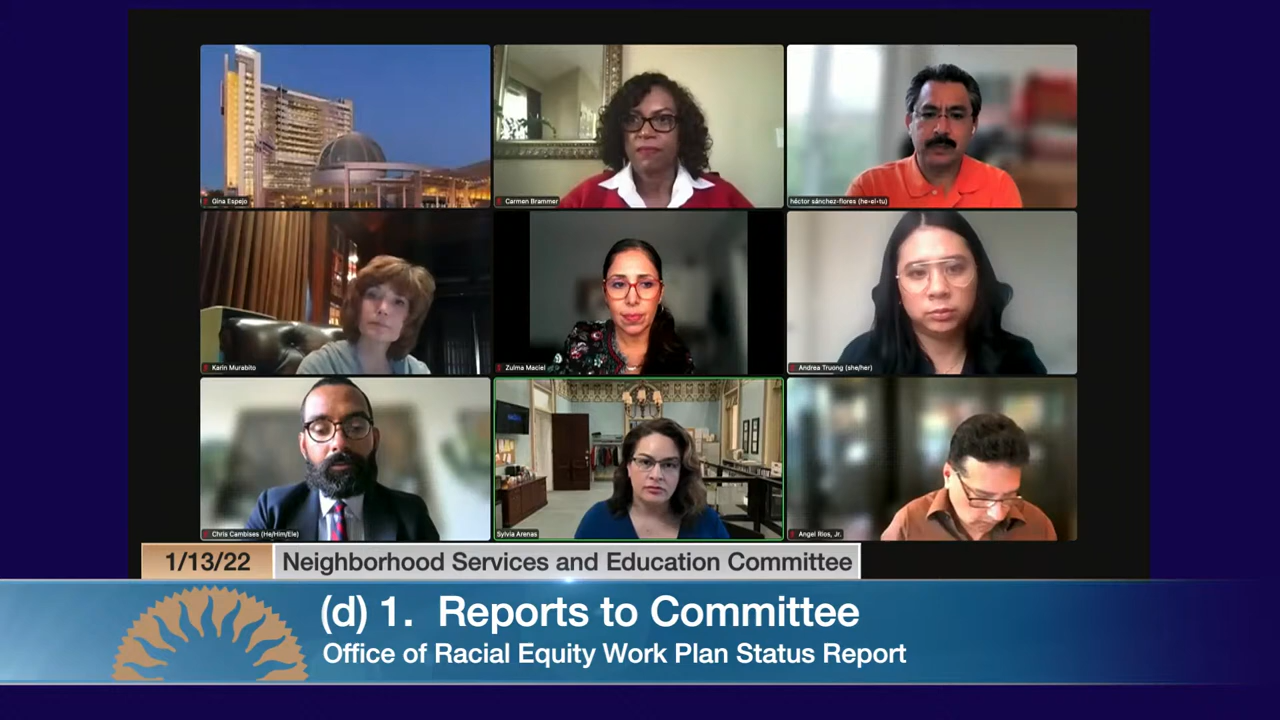 Gina Espejo
Carmen Brammer
héctor sánchez-flores (he•el•tu)
Karin Murabito
Zulma Maciel
Andrea Truong (she/her)
Chris Cambises (He/Him/Ele)
Sylvia Arenas
Angel Rios, Jr.
1/13/22
Neighborhood Services and Education Committee
(d) 1. Reports to Committee
Office of Racial Equity Work Plan Status Report